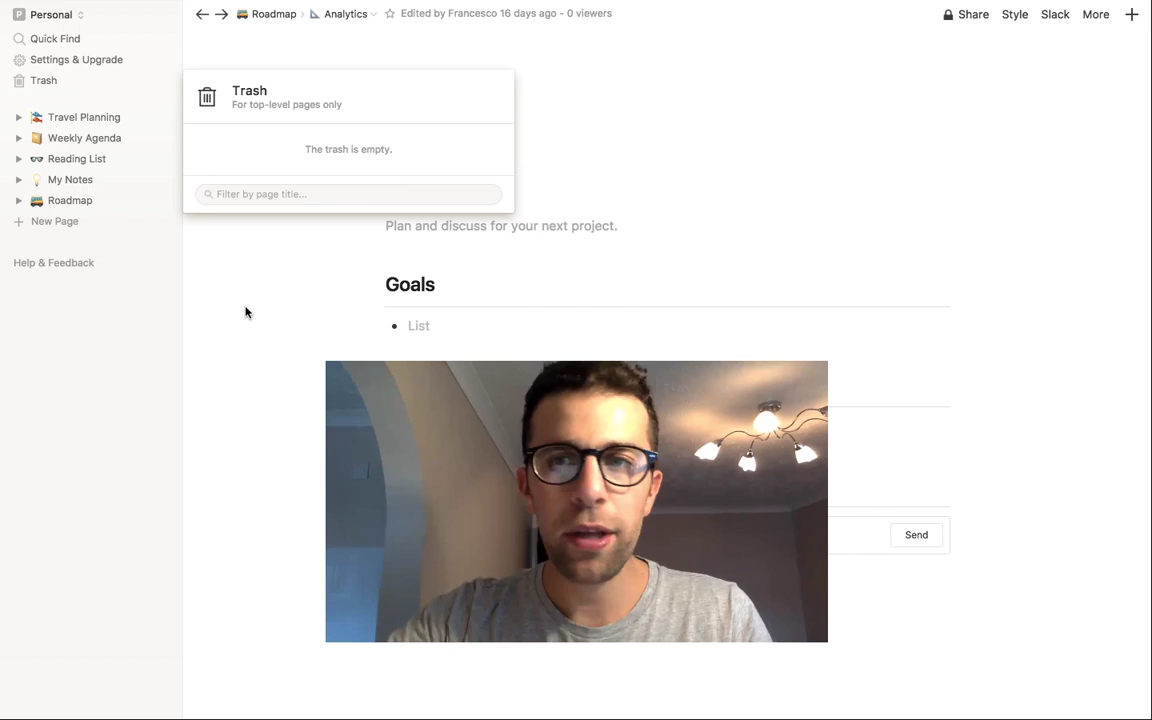 P Personal
Quick Find
Settings & Upgrade
Trash
Travel Planning
Weekly Agenda
Reading List
My Notes
Roadmap
New Page
Help & Feedback
Roadmap Analytics Edited by Francesco 16 days ago - 0 viewers
Share Style Slack More
Trash
For top-level pages only
The trash is empty.
Filter by page title...
Plan and discuss for your next project.
Goals
List
Send